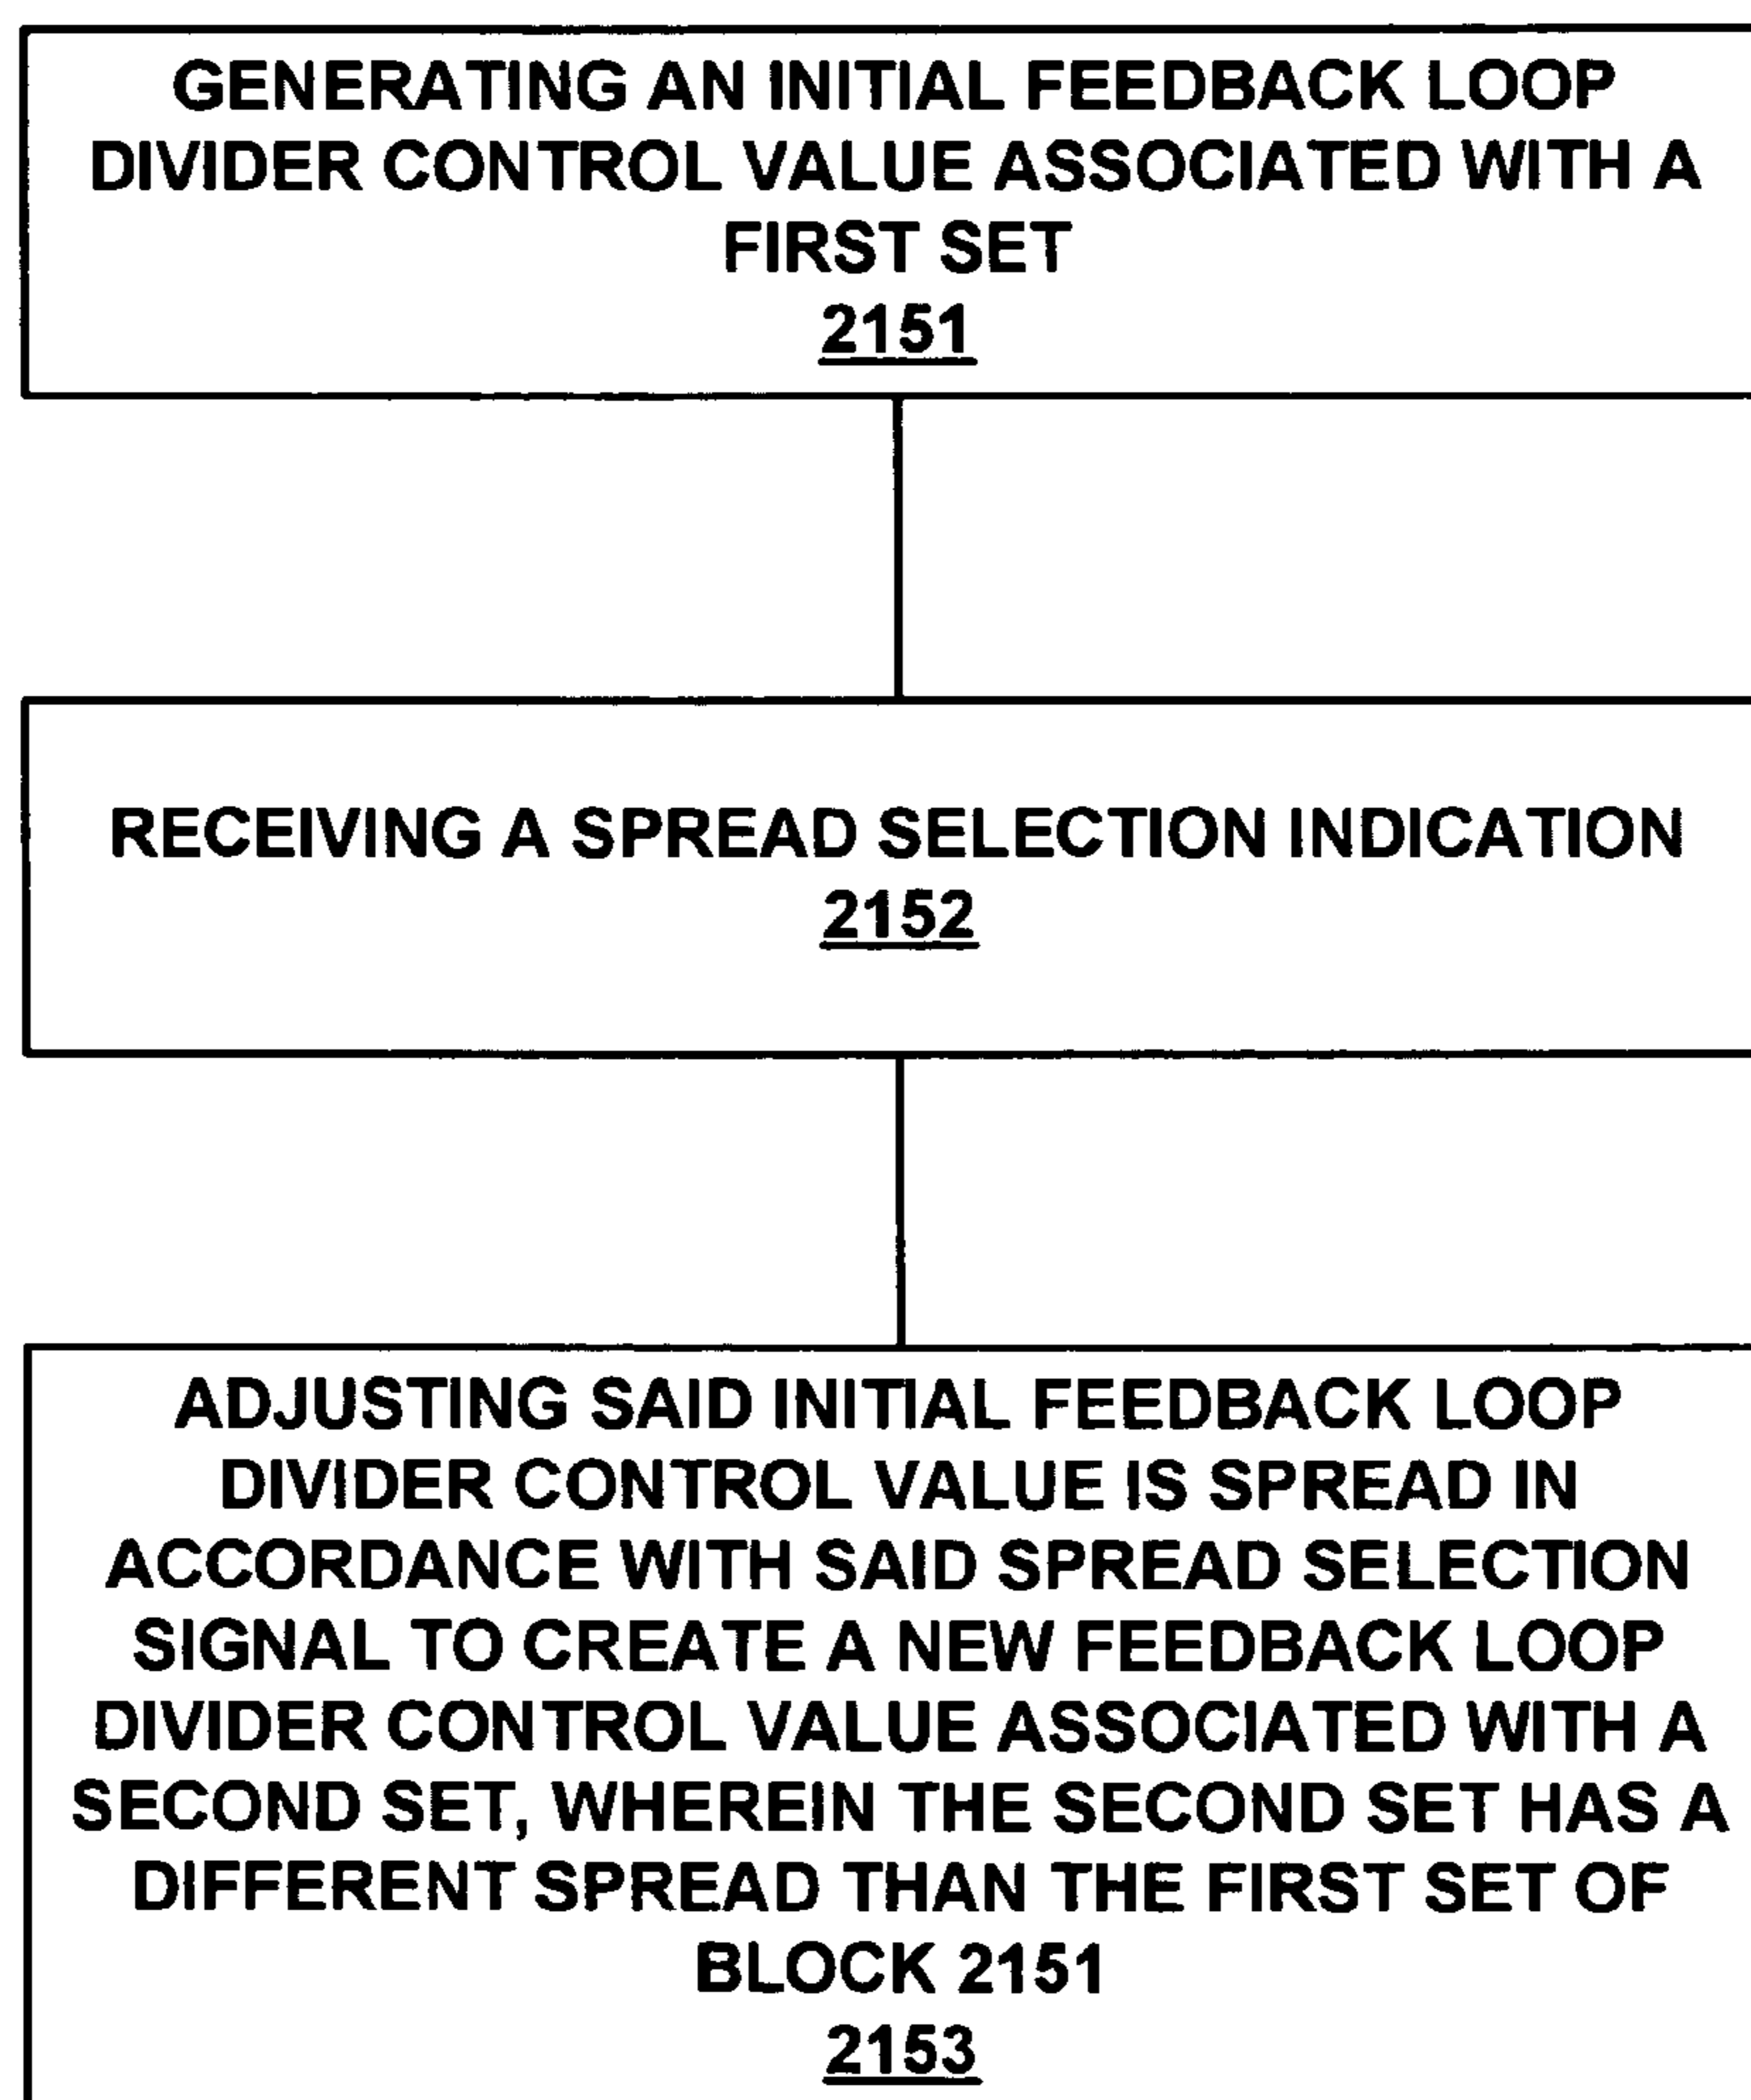 GENERATING AN INITIAL FEEDBACK LOOP
DIVIDER CONTROL VALUE ASSOCIATED WITH A
FIRST SET
2151
RECEIVING A SPREAD SELECTION INDICATION
2152
ADJUSTING SAID INITIAL FEEDBACK LOOP
DIVIDER CONTROL VALUE IS SPREAD IN
ACCORDANCE WITH SAID SPREAD SELECTION
SIGNAL TO CREATE A NEW FEEDBACK LOOP
DIVIDER CONTROL VALUE ASSOCIATED WITH A
SECOND SET, WHEREIN THE SECOND SET HAS A
DIFFERENT SPREAD THAN THE FIRST SET OF
BLOCK 2151
2153